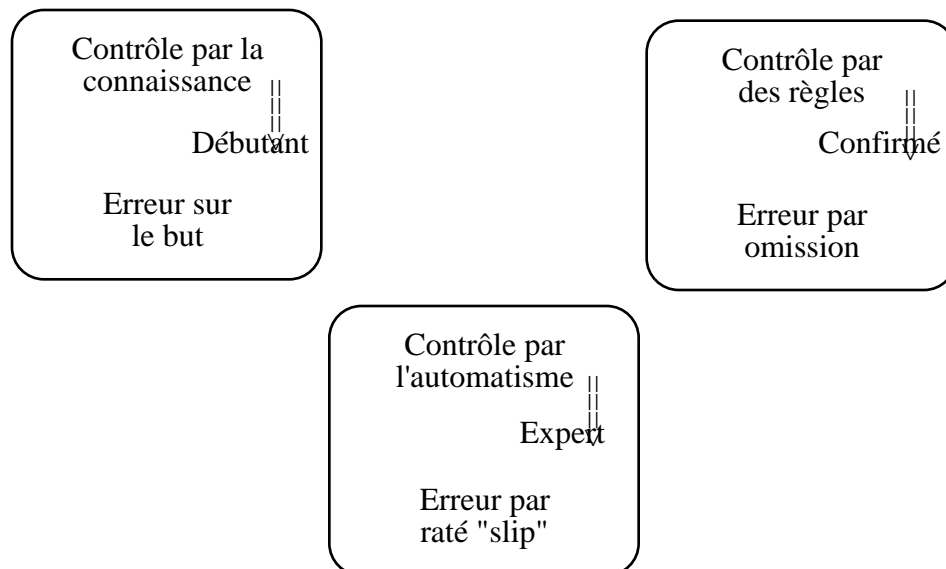 Contrôle par la
connaissance
Débutant
Erreur sur
le but
Contrôle par
des règles
Confirmé
Erreur par
omission
Contrôle par
l'automatisme
Expert
Erreur par
raté "slip"